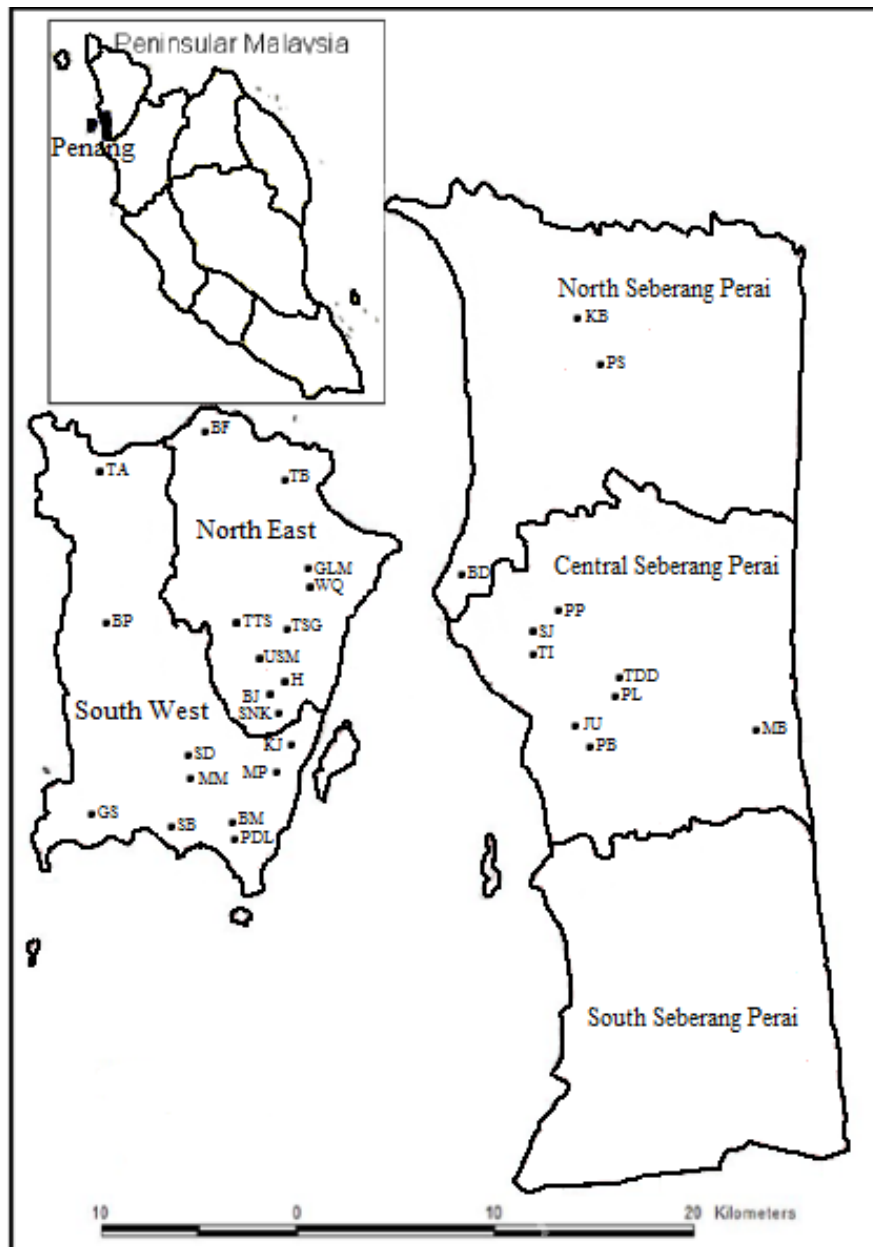 Peninsular Malaysia
Penang
North Seberang Perai
KB
PS
BF
TA
TB
North East
GLM
WQ
BD
Central Seberang Perai
PP
BP
TTS
TSG
SJ
TI
USM
TDD
H
BJ
PL
South West
SNK
JU
MB
KJ
PB
SD
MP
MM
GS
SB
BM
PDL
South Seberang Perai
10 0 10 20 Kilometers